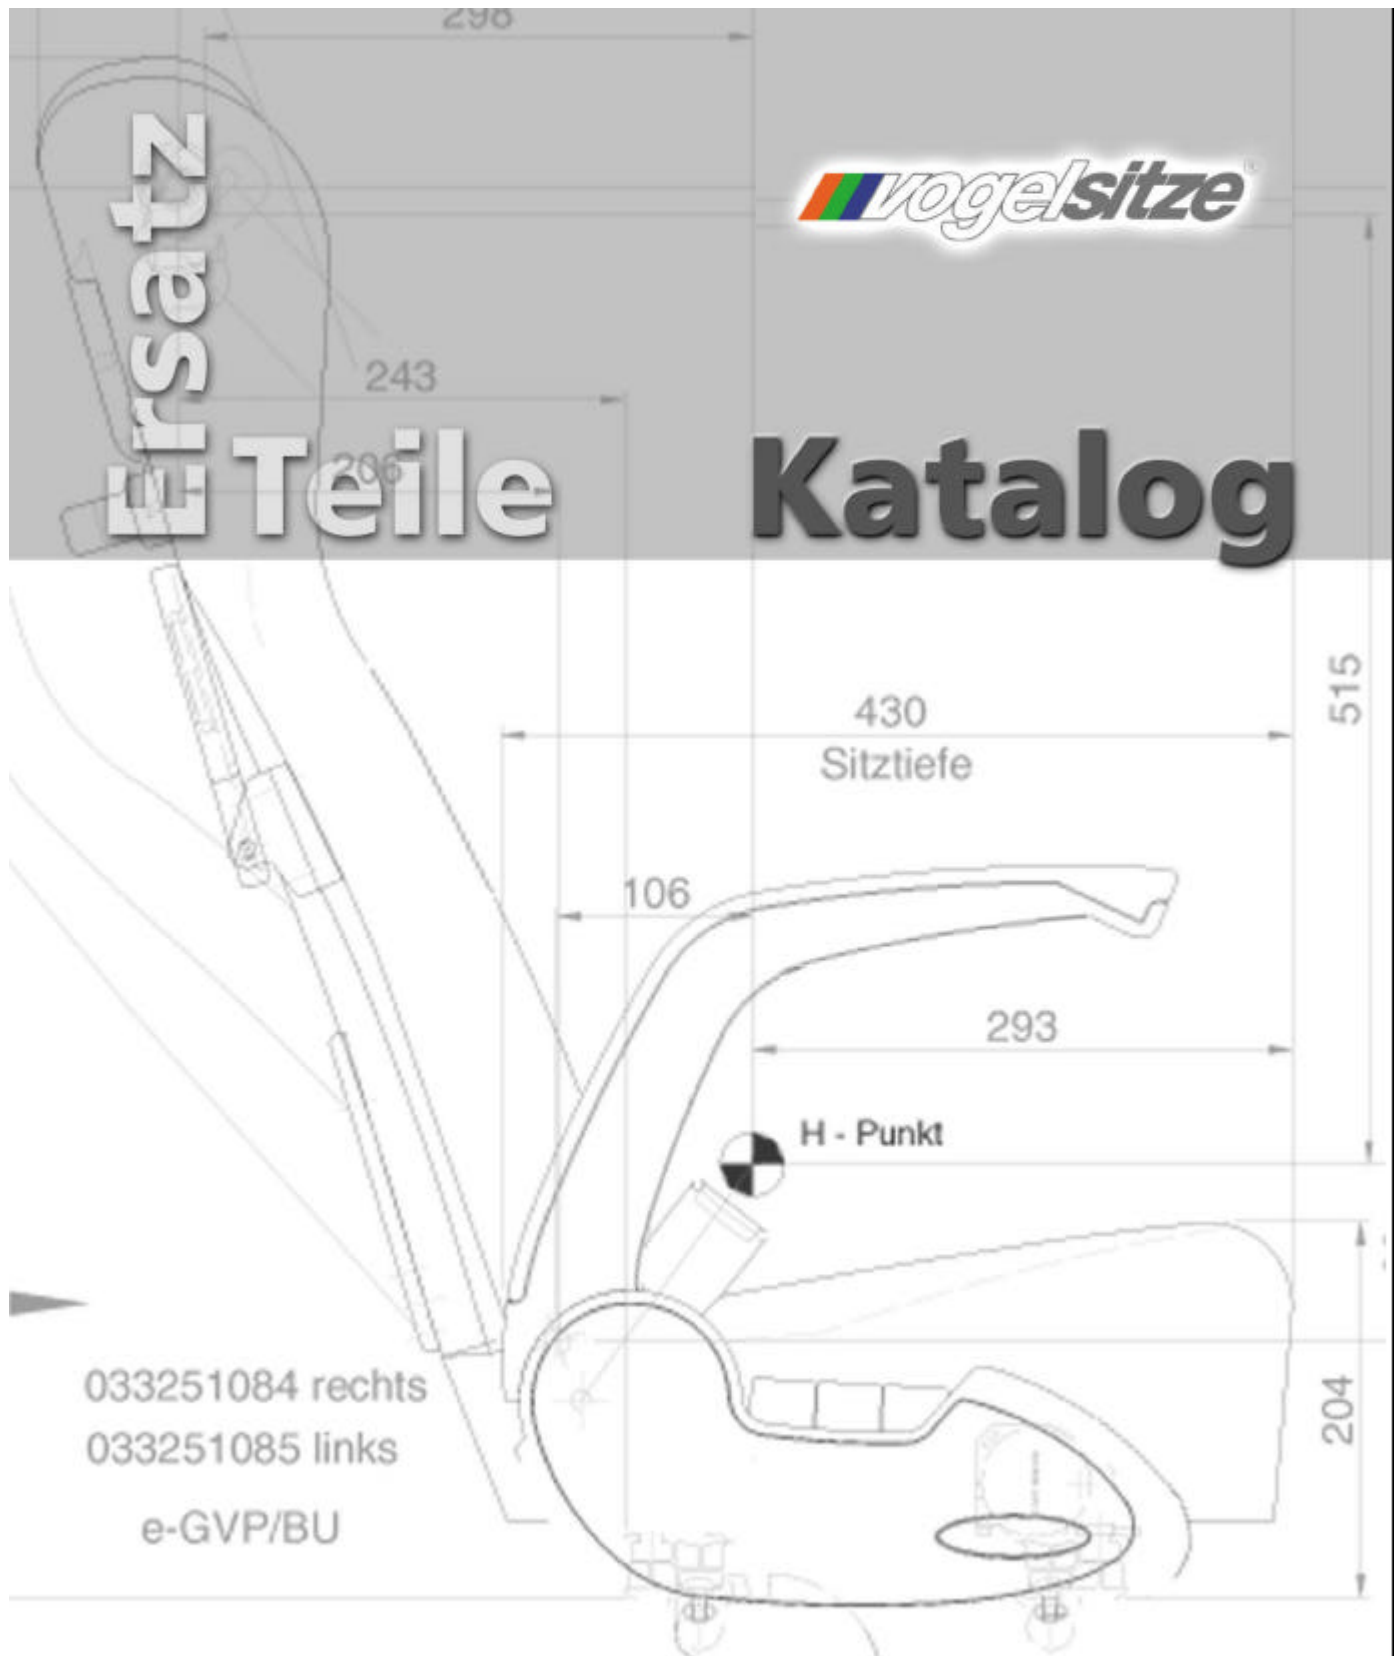 298
vogelsitze®
Ersatz
243
Teile
Katalog
206
515
430
Sitztiefe
106
293
H - Punkt
204
033251084 rechts
033251085 links
e-GVP/BU